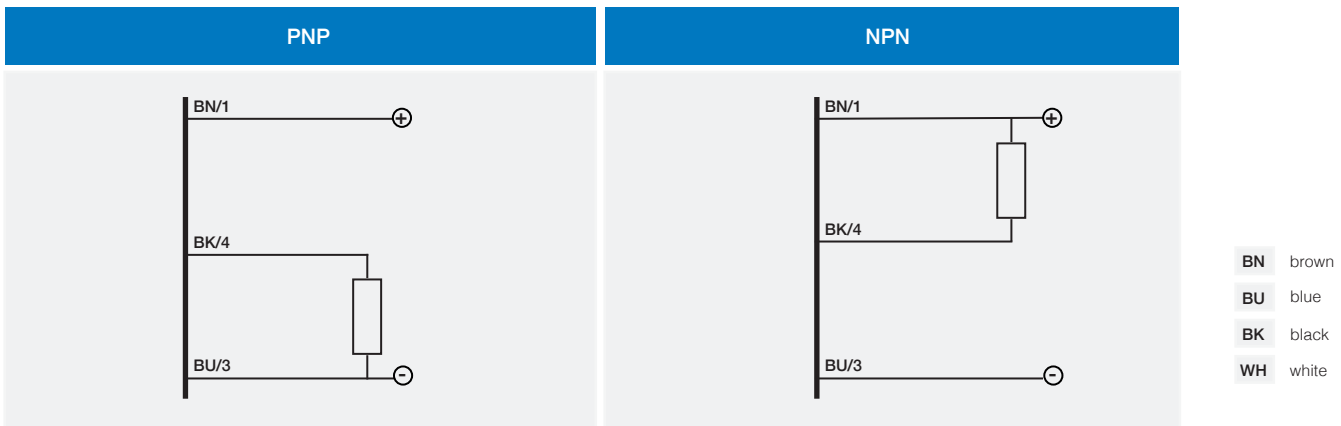 PNP
NPN
BN/1
+
BK/4
BU/3
-
BN/1
+
BK/4
BU/3
-
BN brown
BU blue
BK black
WH white